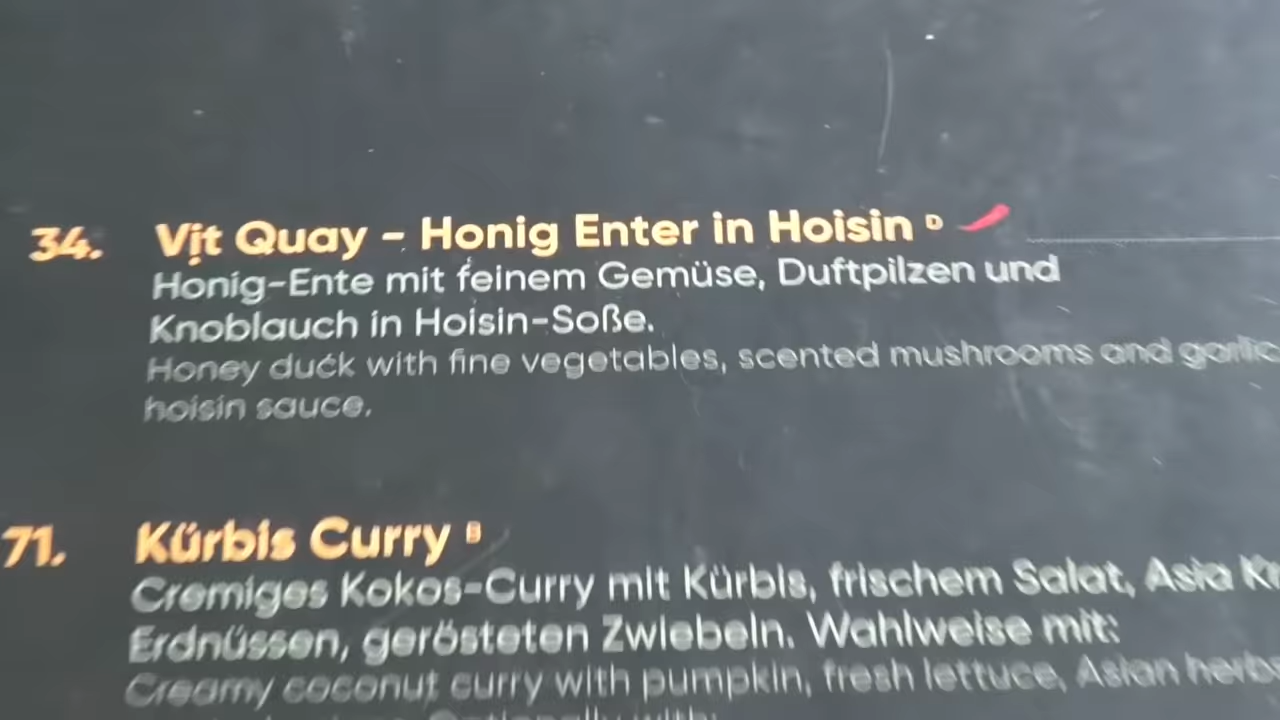 34. Vịt Quay - Honig Enter in Hoisin D
Honig-Ente mit feinem Gemüse, Duftpilzen und
Knoblauch in Hoisin-Soße.
Honey duck with fine vegetables, scented mushrooms and garlic
hoisin sauce.
71. Kürbis Curry B
Cremiges Kokos-Curry mit Kürbis, frischem Salat, Asia
Erdnüssen, gerösteten Zwiebeln. Wahlweise mit:
Creamy coconut curry with pumpkin, fresh lettuce, Asian herbs